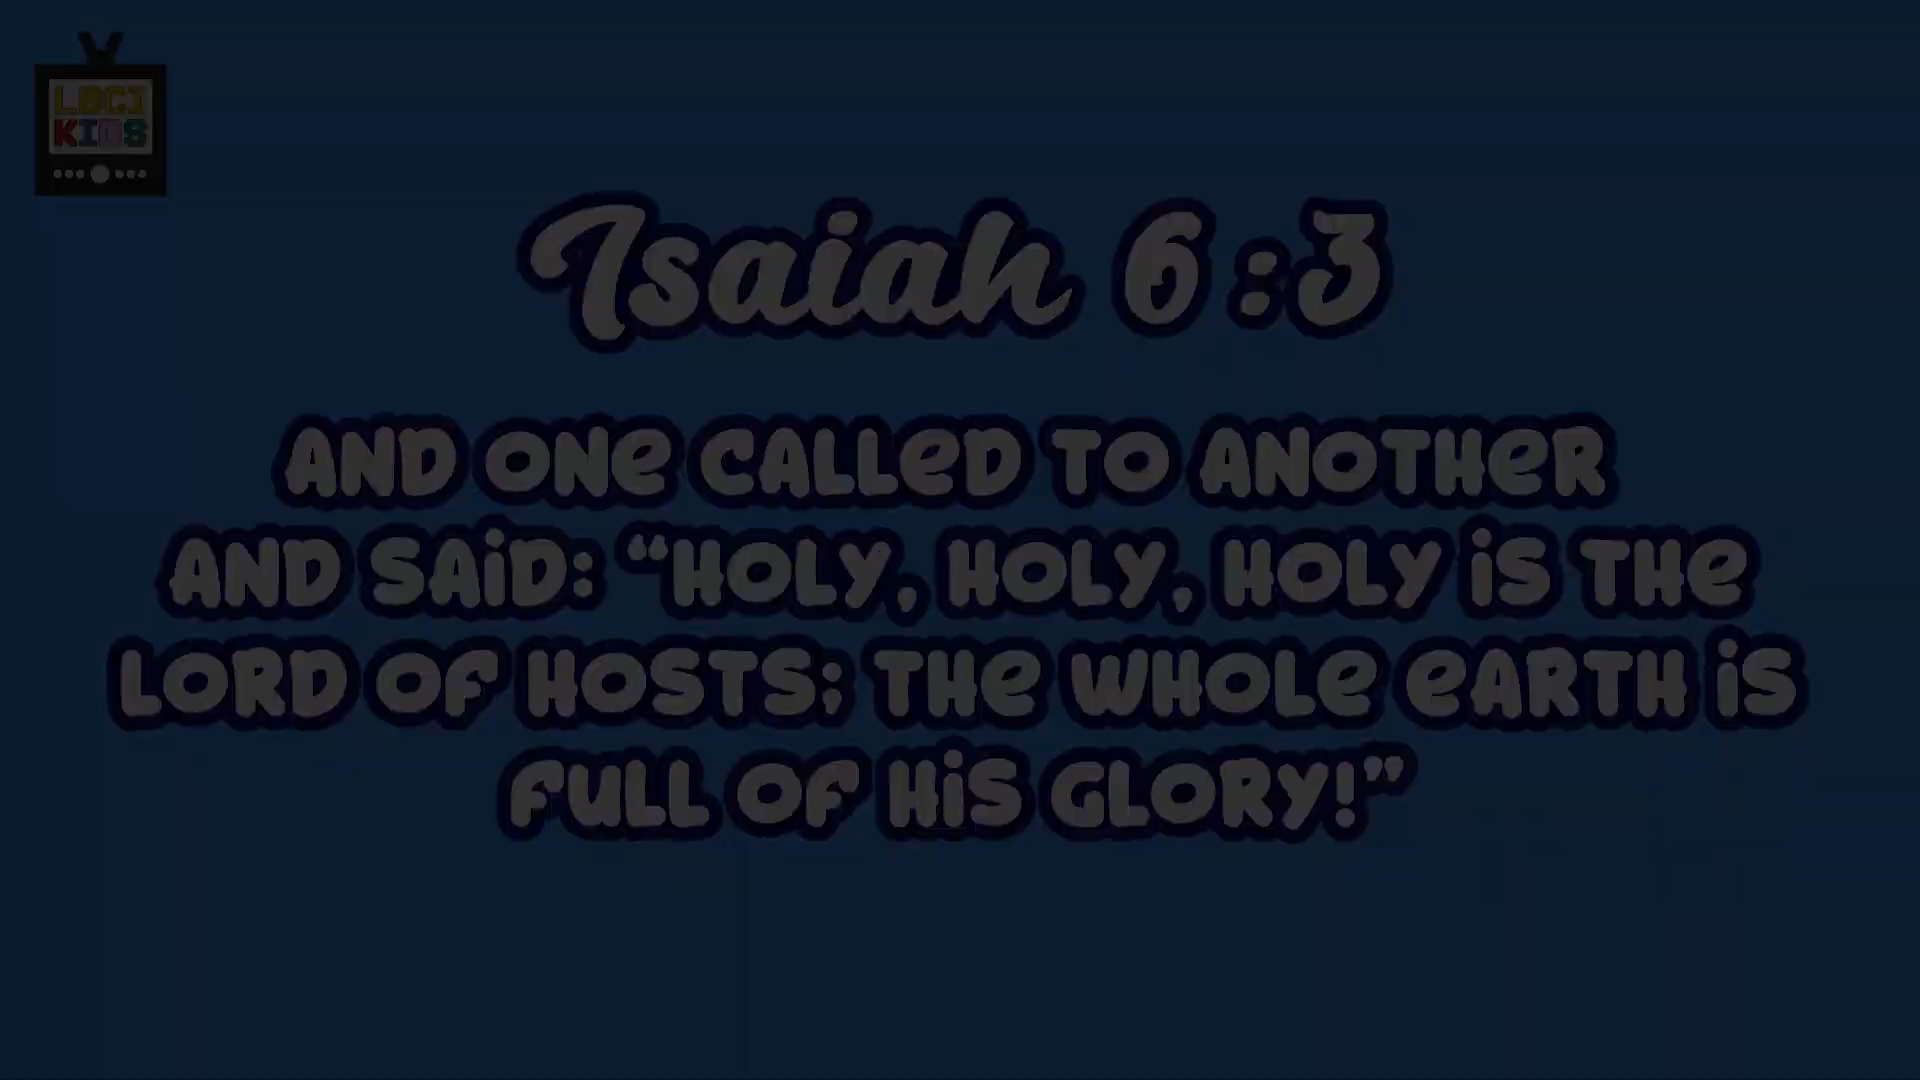 LBCI
KIDS
Isaiah 6:3
AND ONE CALLED TO ANOTHER
AND SAID: “HOLY, HOLY, HOLY IS THE
LORD OF HOSTS; THE WHOLE EARTH IS
FULL OF HIS GLORY!”